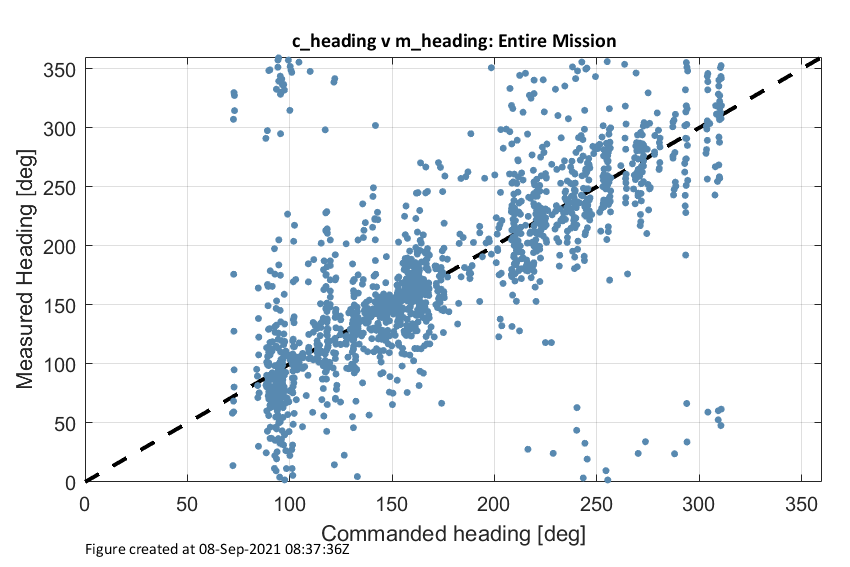 c_heading v m_heading: Entire Mission
Measured Heading [deg]
350
300
250
200
150
100
50
0
0 50 100 150 200 250 300 350
Commanded heading [deg]
Figure created at 08-Sep-2021 08:37:36Z